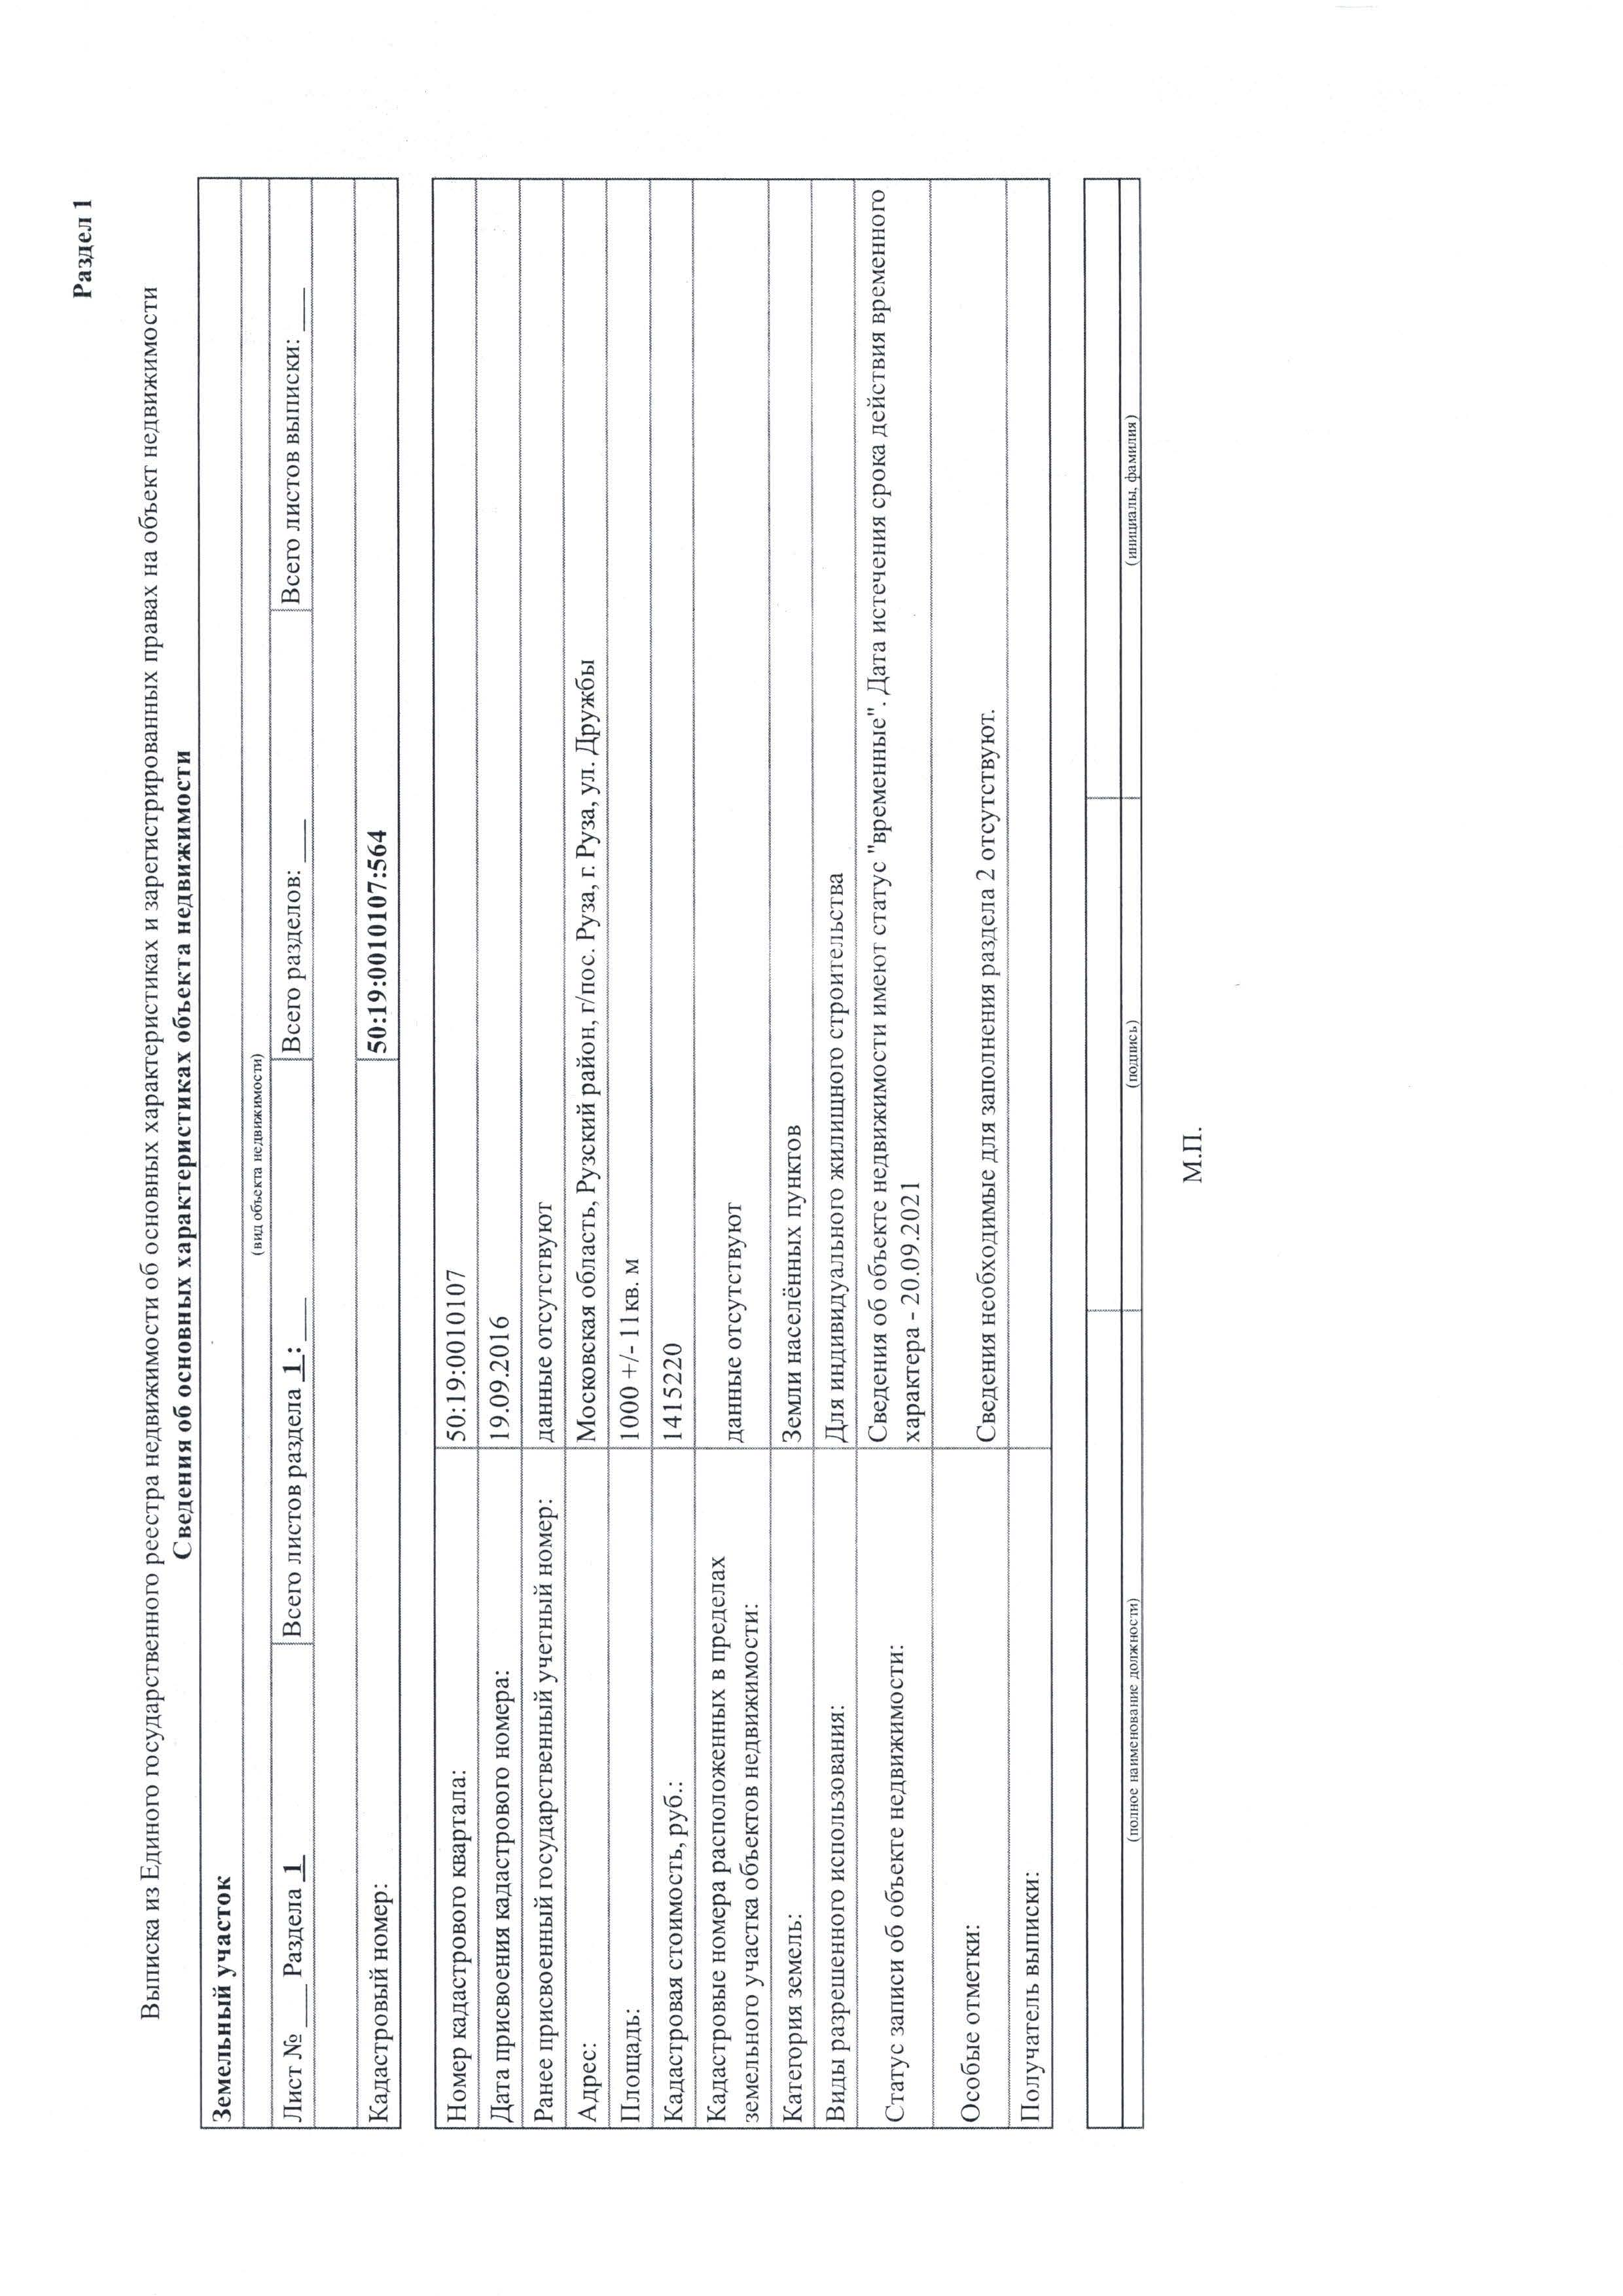 Раздел 1
Выписка из Единого государственного реестра недвижимости об основных характеристиках и зарегистрированных правах на объект недвижимости
Сведения об основных характеристиках объекта недвижимости
Земельный участок
(вид объекта недвижимости)
Лист № ___ Раздела 1 Всего листов раздела 1: ___ Всего разделов: ___ Всего листов выписки: ___
Кадастровый номер: 50:19:0010107:564
Номер кадастрового квартала: 50:19:0010107
Дата присвоения кадастрового номера: 19.09.2016
Ранее присвоенный государственный учетный номер: данные отсутствуют
Адрес: Московская область, Рузский район, г/пос. Руза, г. Руза, ул. Дружбы
Площадь: 1000 +/- 11кв. м
Кадастровая стоимость, руб.: 1415220
Кадастровые номера расположенных в пределах
земельного участка объектов недвижимости: данные отсутствуют
Категория земель: Земли населённых пунктов
Виды разрешенного использования: Для индивидуального жилищного строительства
Статус записи об объекте недвижимости: Сведения об объекте недвижимости имеют статус "временные". Дата истечения срока действия временного
характера - 20.09.2021
Особые отметки: Сведения необходимые для заполнения раздела 2 отсутствуют.
Получатель выписки:
(полное наименование должности) (подпись) (инициалы, фамилия)
М.П.